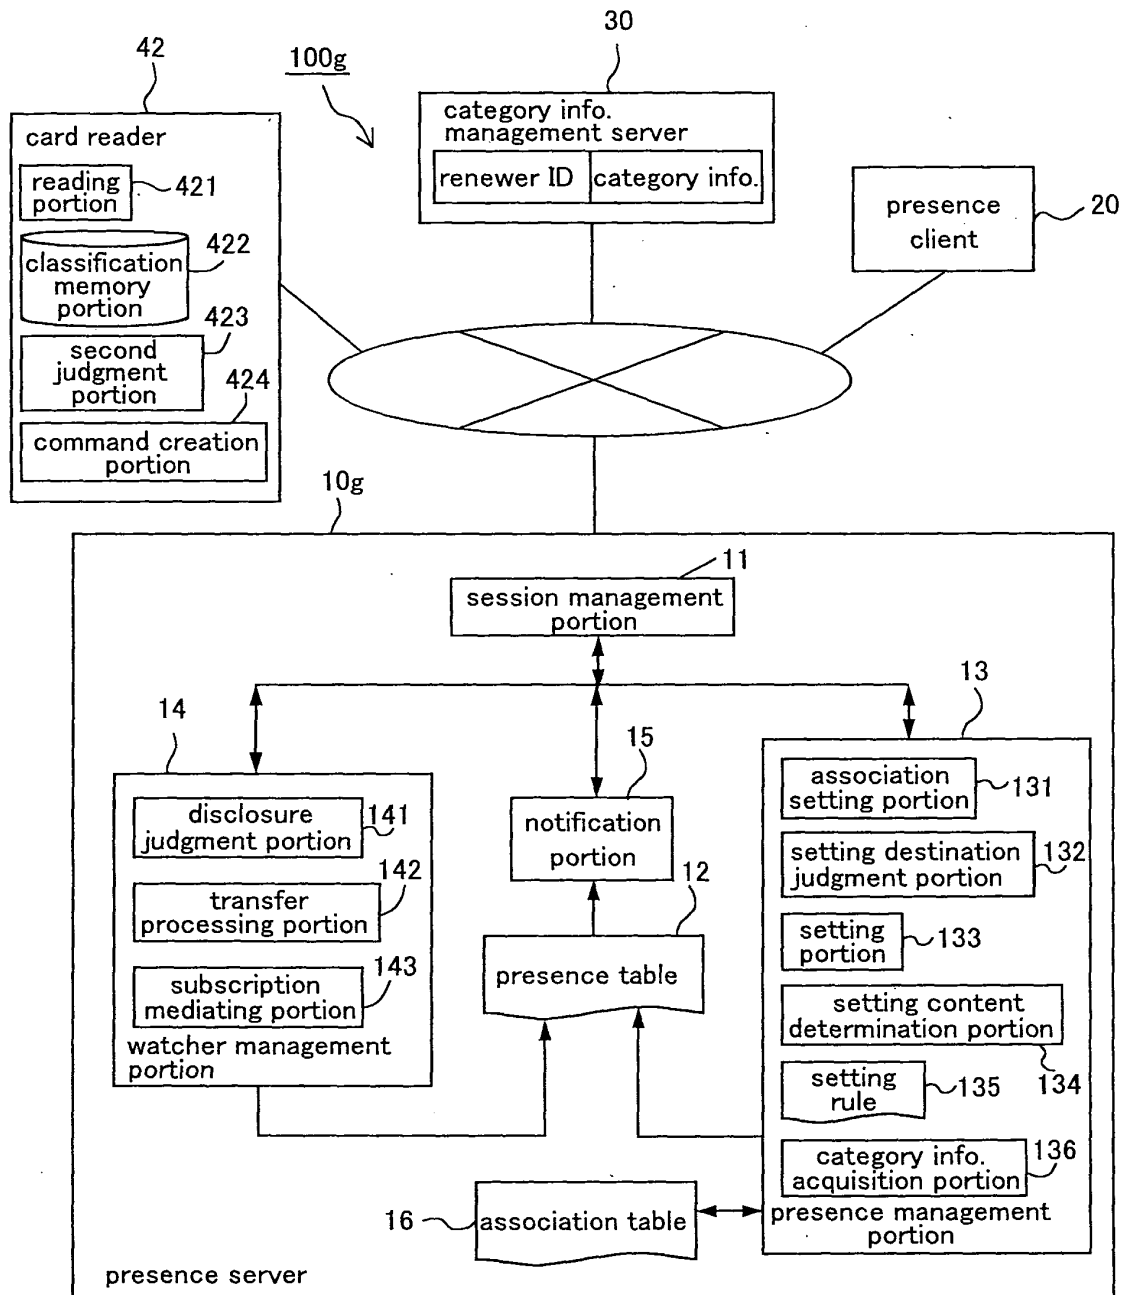 42
100g
30
card reader
reading
portion
421
classification
memory
portion
422
second
judgment
portion
423
command creation
portion
424
category info.
management server
renewer ID
category info.
presence
client
20
10g
session management
portion
11
14
disclosure
judgment portion
141
transfer
processing portion
142
subscription
mediating portion
143
watcher management
portion
15
notification
portion
12
presence table
13
association
setting portion
131
setting destination
judgment portion
132
setting
portion
133
setting content
determination portion
134
setting
rule
135
category info.
acquisition portion
136
presence management
portion
16
association table
presence server